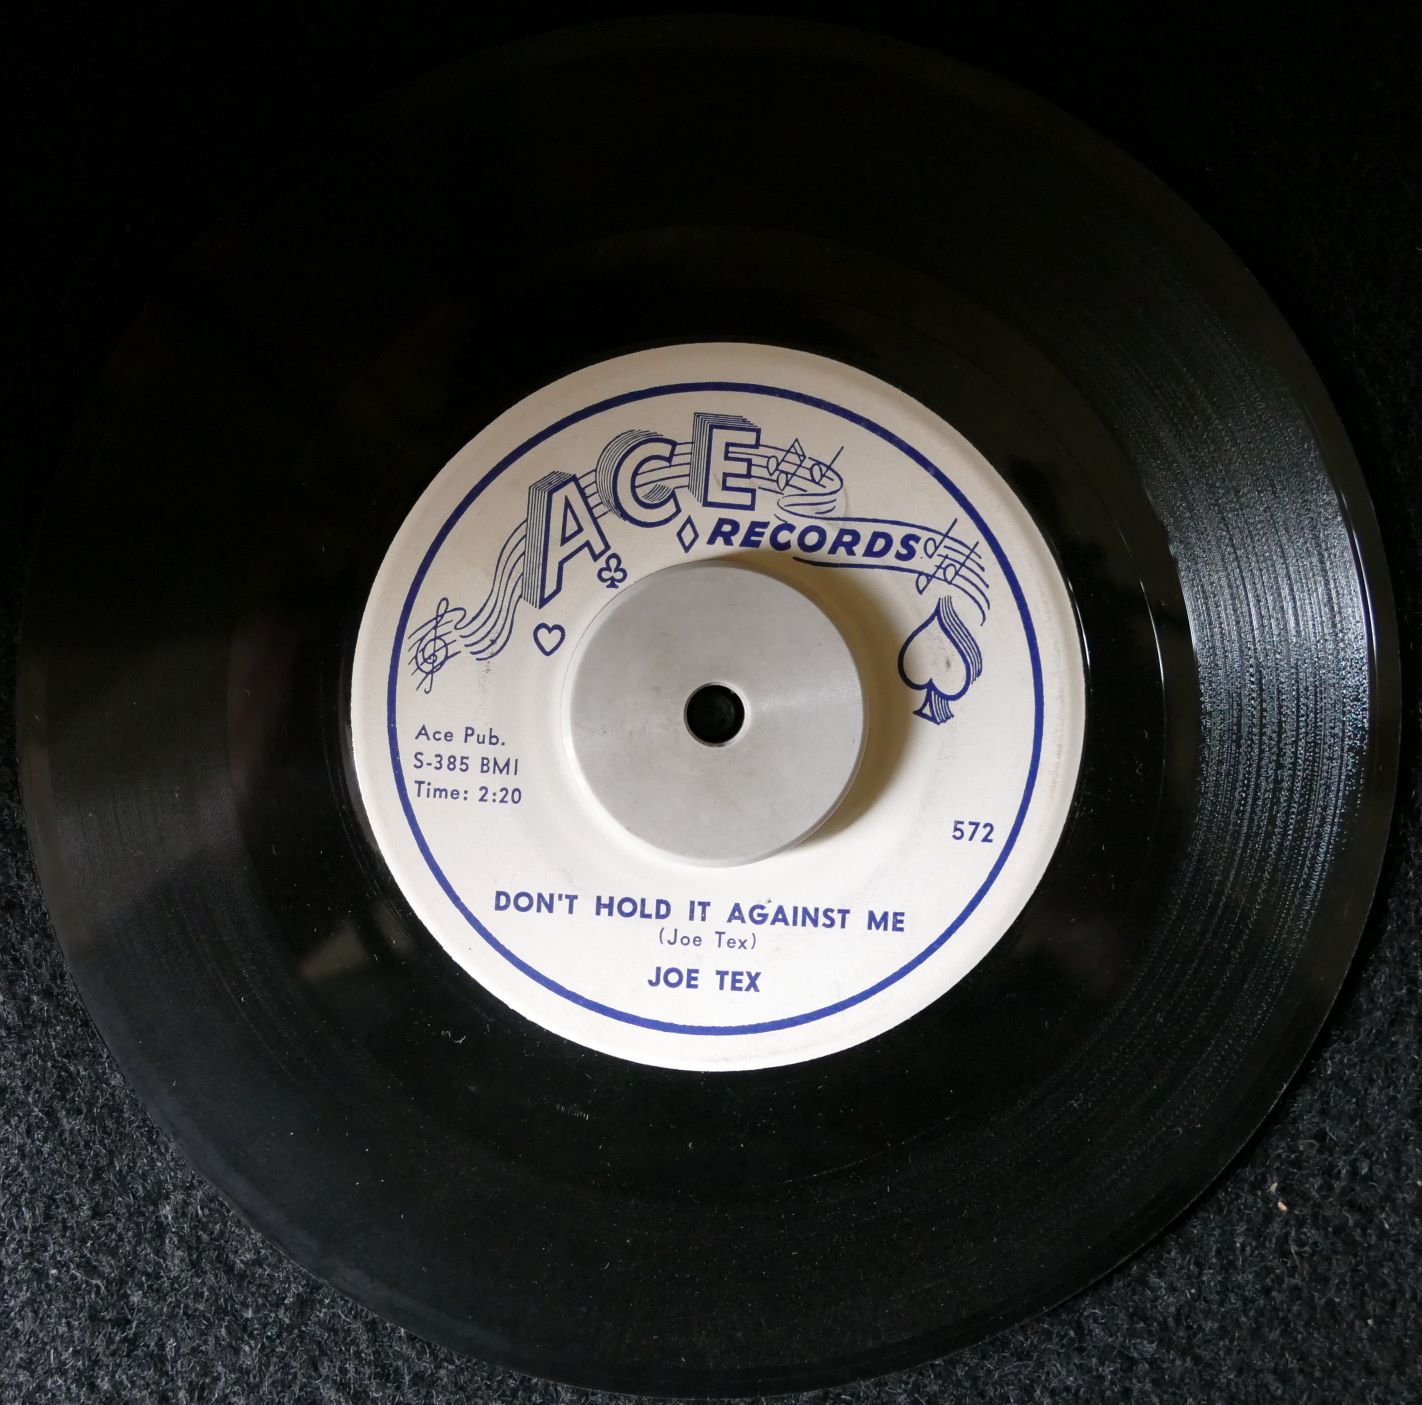 ACE
RECORDS
Ace Pub.
S-385 BMI
Time: 2:20
572
DON'T HOLD IT AGAINST ME
(Joe Tex)
JOE TEX